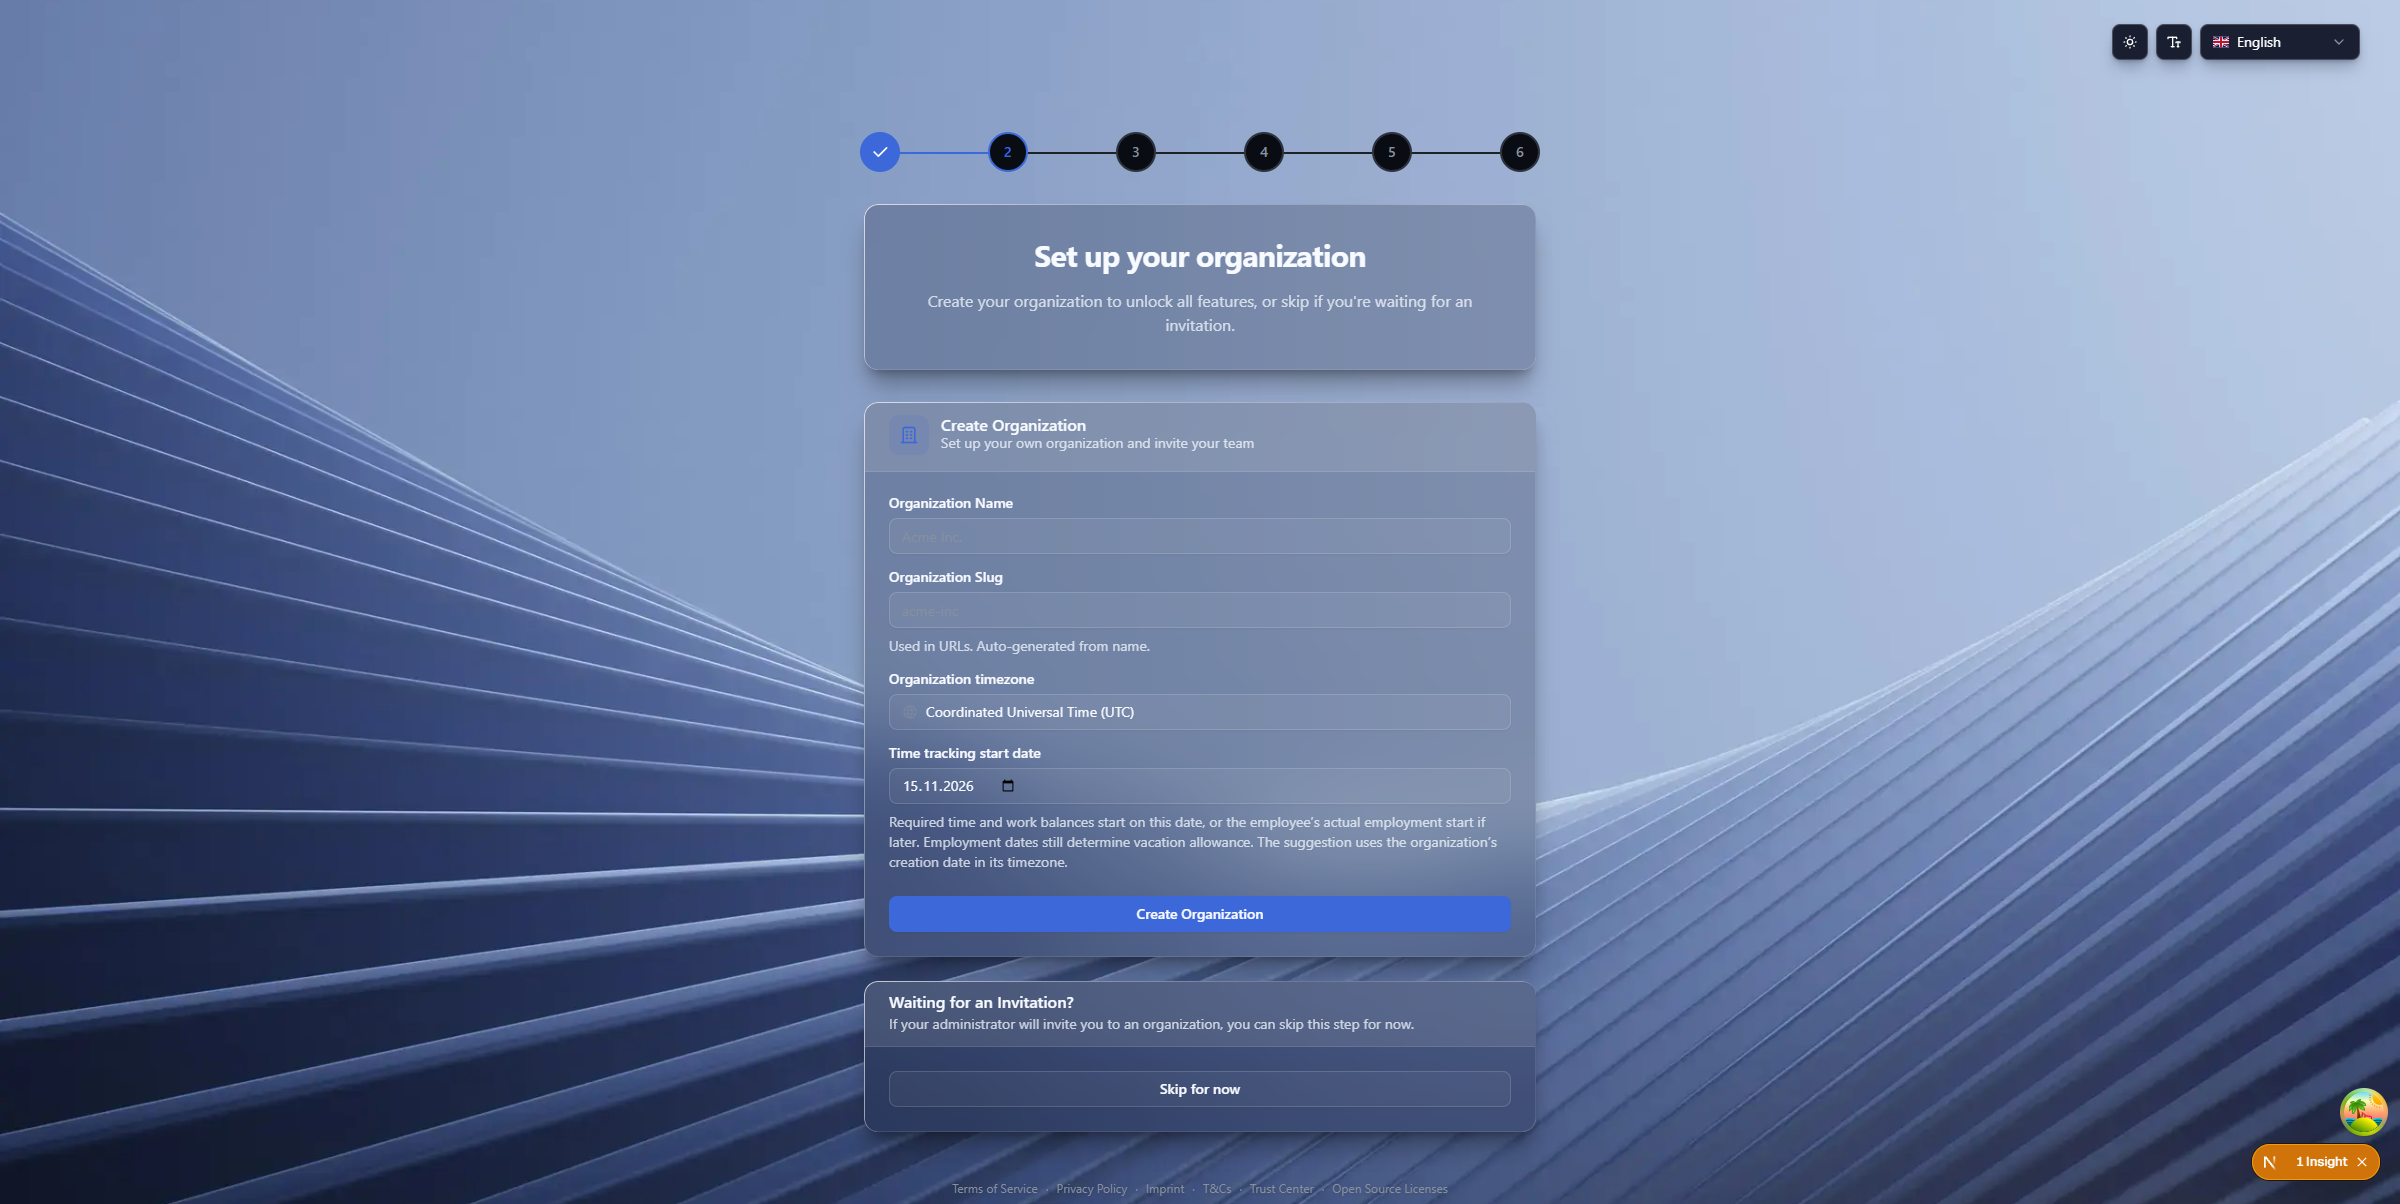 English
2
3
4
5
6
Set up your organization
Create your organization to unlock all features, or skip if you're waiting for an
invitation.
Create Organization
Set up your own organization and invite your team
Organization Name
Acme Inc.
Organization Slug
acme-inc
Used in URLs. Auto-generated from name.
Organization timezone
Coordinated Universal Time (UTC)
Time tracking start date
15.11.2026
Required time and work balances start on this date, or the employee’s actual employment start if
later. Employment dates still determine vacation allowance. The suggestion uses the organization’s
creation date in its timezone.
Create Organization
Waiting for an Invitation?
If your administrator will invite you to an organization, you can skip this step for now.
Skip for now
1 Insight
Terms of Service · Privacy Policy · Imprint · T&Cs · Trust Center · Open Source Licenses